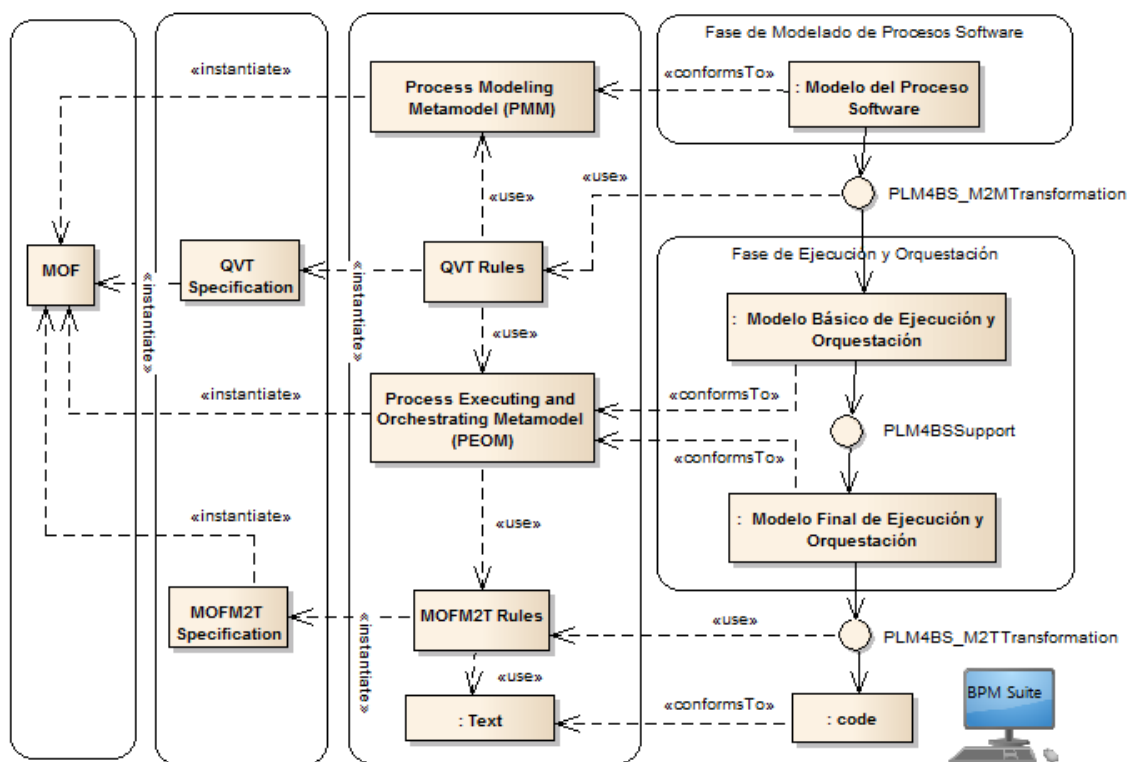 Fase de Modelado de Procesos Software
«instantiate»
Process Modeling
Metamodel (PMM)
«conformsTo»
: Modelo del Proceso
Software
«use»
«use»
PLM4BS_M2MTransformation
MOF
«instantiate»
QVT
Specification
«instantiate»
QVT Rules
Fase de Ejecución y Orquestación
: Modelo Básico de Ejecución y
Orquestación
«use»
«instantiate»
Process Executing and
Orchestrating Metamodel
(PEOM)
«conformsTo»
PLM4BSSupport
«conformsTo»
«instantiate»
«use»
: Modelo Final de Ejecución y
Orquestación
MOFM2T
Specification
«instantiate»
MOFM2T Rules
«use»
PLM4BS_M2TTransformation
«use»
: Text
«conformsTo»
: code
BPM Suite